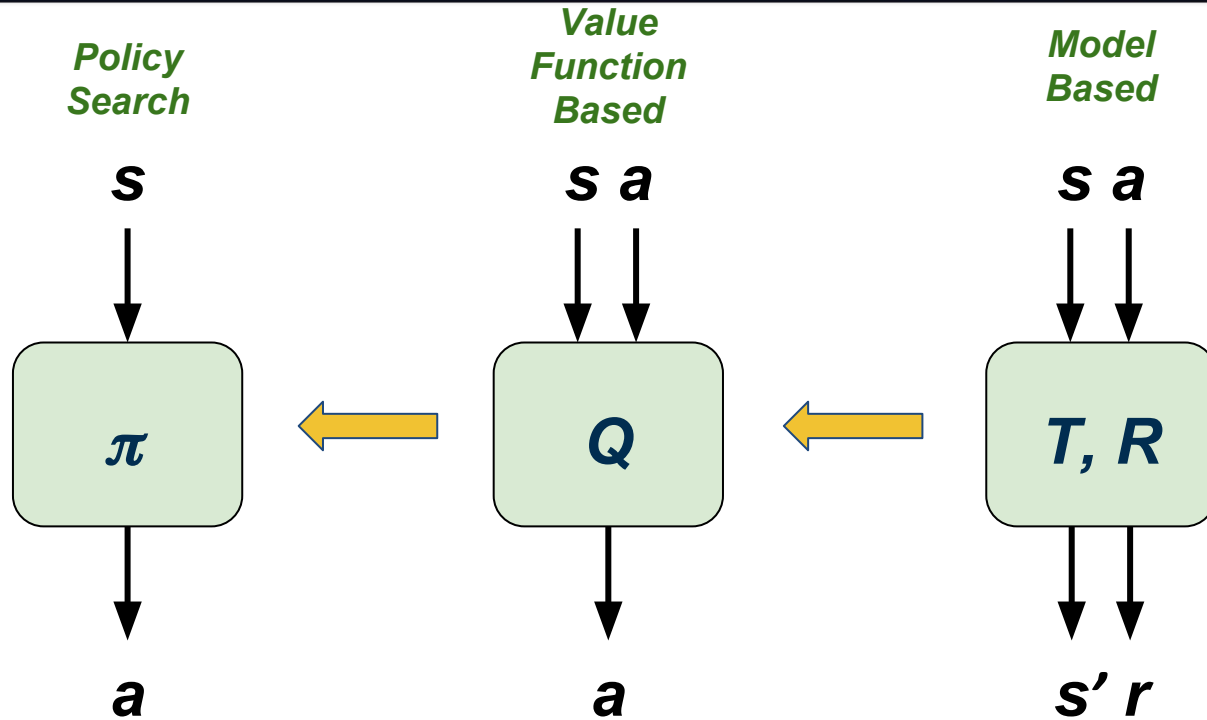 Policy
Search
s
π
a
Value
Function
Based
s a
Q
a
Model
Based
s a
T, R
s’ r